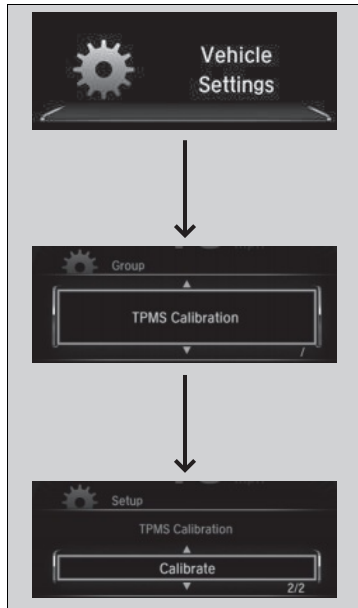 Vehicle
Settings
Group
TPMS Calibration
/
Setup
TPMS Calibration
Calibrate
2/2